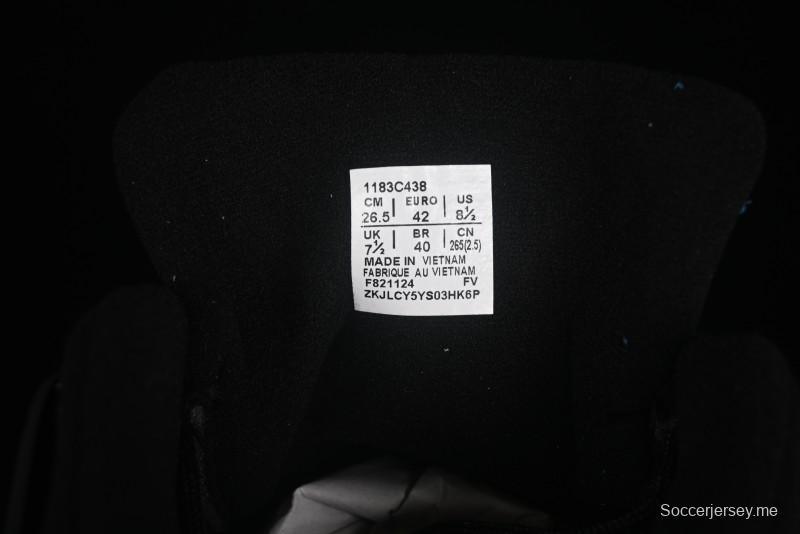 1183C438
CM | EURO | US
26.5 | 42 | 8½
UK | BR | CN
7½ | 40 | 265(2.5)
MADE IN VIETNAM
FABRIQUE AU VIETNAM
F821124 FV
ZKJLCY5YS03HK6P
Soccerjersey.me